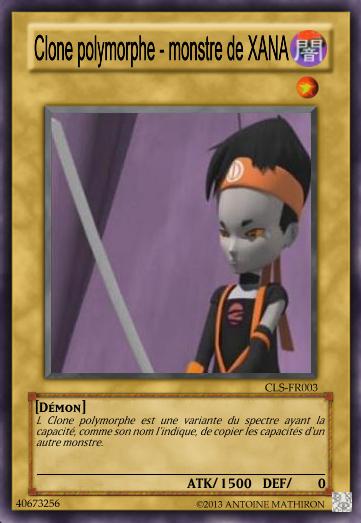 Clone polymorphe - monstre de XANA
闇
CLS-FR003
[DÉMON]
L Clone polymorphe est une variante du spectre ayant la
capacité, comme son nom l'indique, de copier les capacités d'un
autre monstre.
ATK/ 1500 DEF/ 0
40673256
©2013 ANTOINE MATHIRON